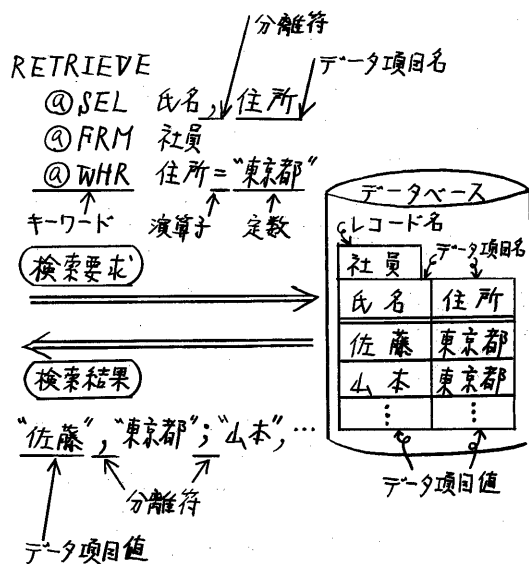 分離符
RETRIEVE
データ項目名
@SEL 氏名,住所
@FRM 社員
@WHR 住所="東京都"
キーワード 演算子 定数
検索要求
検索結果
"佐藤","東京都";"山本",…
分離符
データ項目値
データベース
レコード名
データ項目名
社員
氏名 住所
佐藤 東京都
山本 東京都
⋮ ⋮
データ項目値